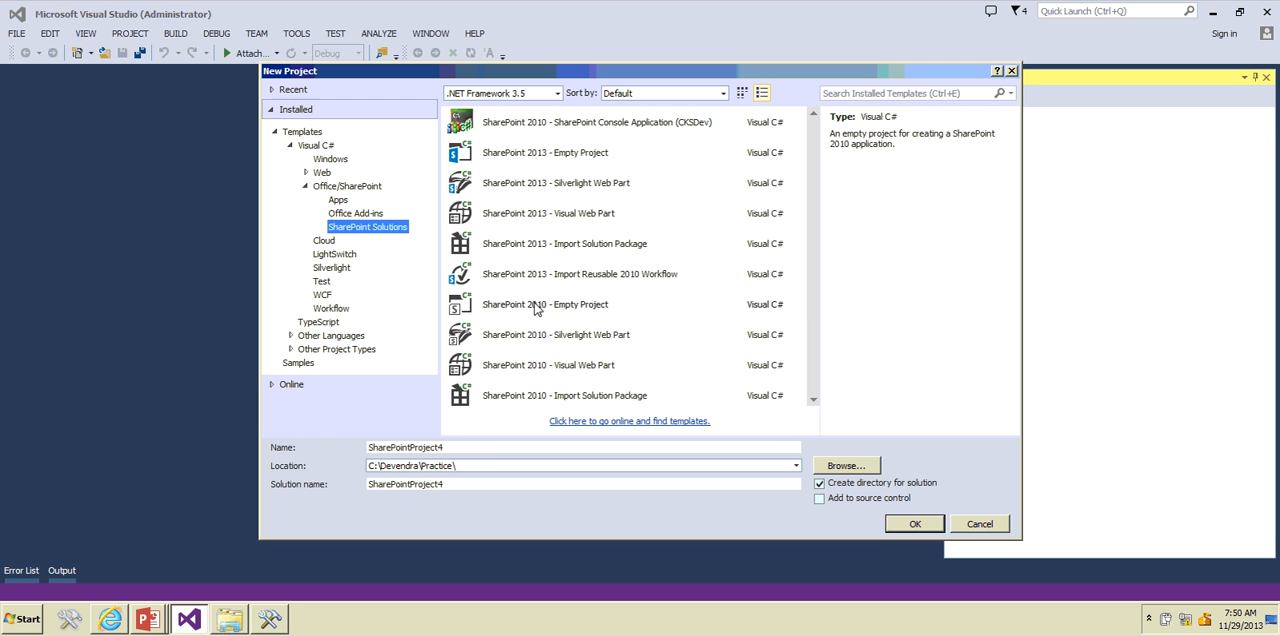 Microsoft Visual Studio (Administrator)
4
Quick Launch (Ctrl+Q)
FILE EDIT VIEW PROJECT BUILD DEBUG TEAM TOOLS TEST ANALYZE WINDOW HELP
Sign in
Attach... Debug
New Project
Recent
.NET Framework 3.5 Sort by: Default
Search Installed Templates (Ctrl+E)
Installed
Templates
Visual C#
Windows
Web
Office/SharePoint
Apps
Office Add-ins
SharePoint Solutions
Cloud
LightSwitch
Silverlight
Test
WCF
Workflow
TypeScript
Other Languages
Other Project Types
Samples
Online
SharePoint 2010 - SharePoint Console Application (CKSDev) Visual C#
SharePoint 2013 - Empty Project Visual C#
SharePoint 2013 - Silverlight Web Part Visual C#
SharePoint 2013 - Visual Web Part Visual C#
SharePoint 2013 - Import Solution Package Visual C#
SharePoint 2013 - Import Reusable 2010 Workflow Visual C#
SharePoint 2010 - Empty Project Visual C#
SharePoint 2010 - Silverlight Web Part Visual C#
SharePoint 2010 - Visual Web Part Visual C#
SharePoint 2010 - Import Solution Package Visual C#
Click here to go online and find templates.
Type: Visual C#
An empty project for creating a SharePoint
2010 application.
Name: SharePointProject4
Location: C:\Devendra\Practice\
Browse...
Solution name: SharePointProject4
Create directory for solution
Add to source control
OK Cancel
Error List Output
Start
7:50 AM
11/29/2013